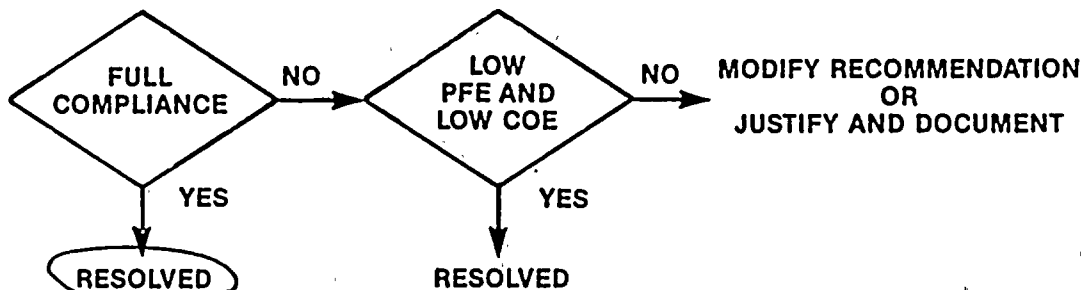 FULL
COMPLIANCE
NO
LOW
PFE AND
LOW COE
NO
MODIFY RECOMMENDATION
OR
JUSTIFY AND DOCUMENT
YES
RESOLVED
YES
RESOLVED